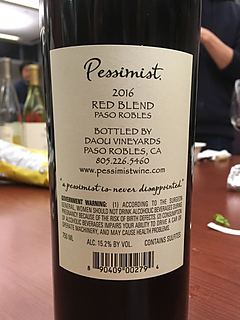 Pessimist.
2016
RED BLEND
PASO ROBLES
BOTTLED BY
DAOU VINEYARDS
PASO ROBLES, CA
805.226.5460
www.pessimistwine.com
"a pessimist is never disappointed"
GOVERNMENT WARNING: (1) ACCORDING TO THE SURGEON
GENERAL, WOMEN SHOULD NOT DRINK ALCOHOLIC BEVERAGES DURING
PREGNANCY BECAUSE OF THE RISK OF BIRTH DEFECTS. (2) CONSUMPTION
OF ALCOHOLIC BEVERAGES IMPAIRS YOUR ABILITY TO DRIVE A CAR OR
OPERATE MACHINERY, AND MAY CAUSE HEALTH PROBLEMS.
750 ML ALC. 15.2% BY VOL. CONTAINS SULFITES
8 90409 00279 4